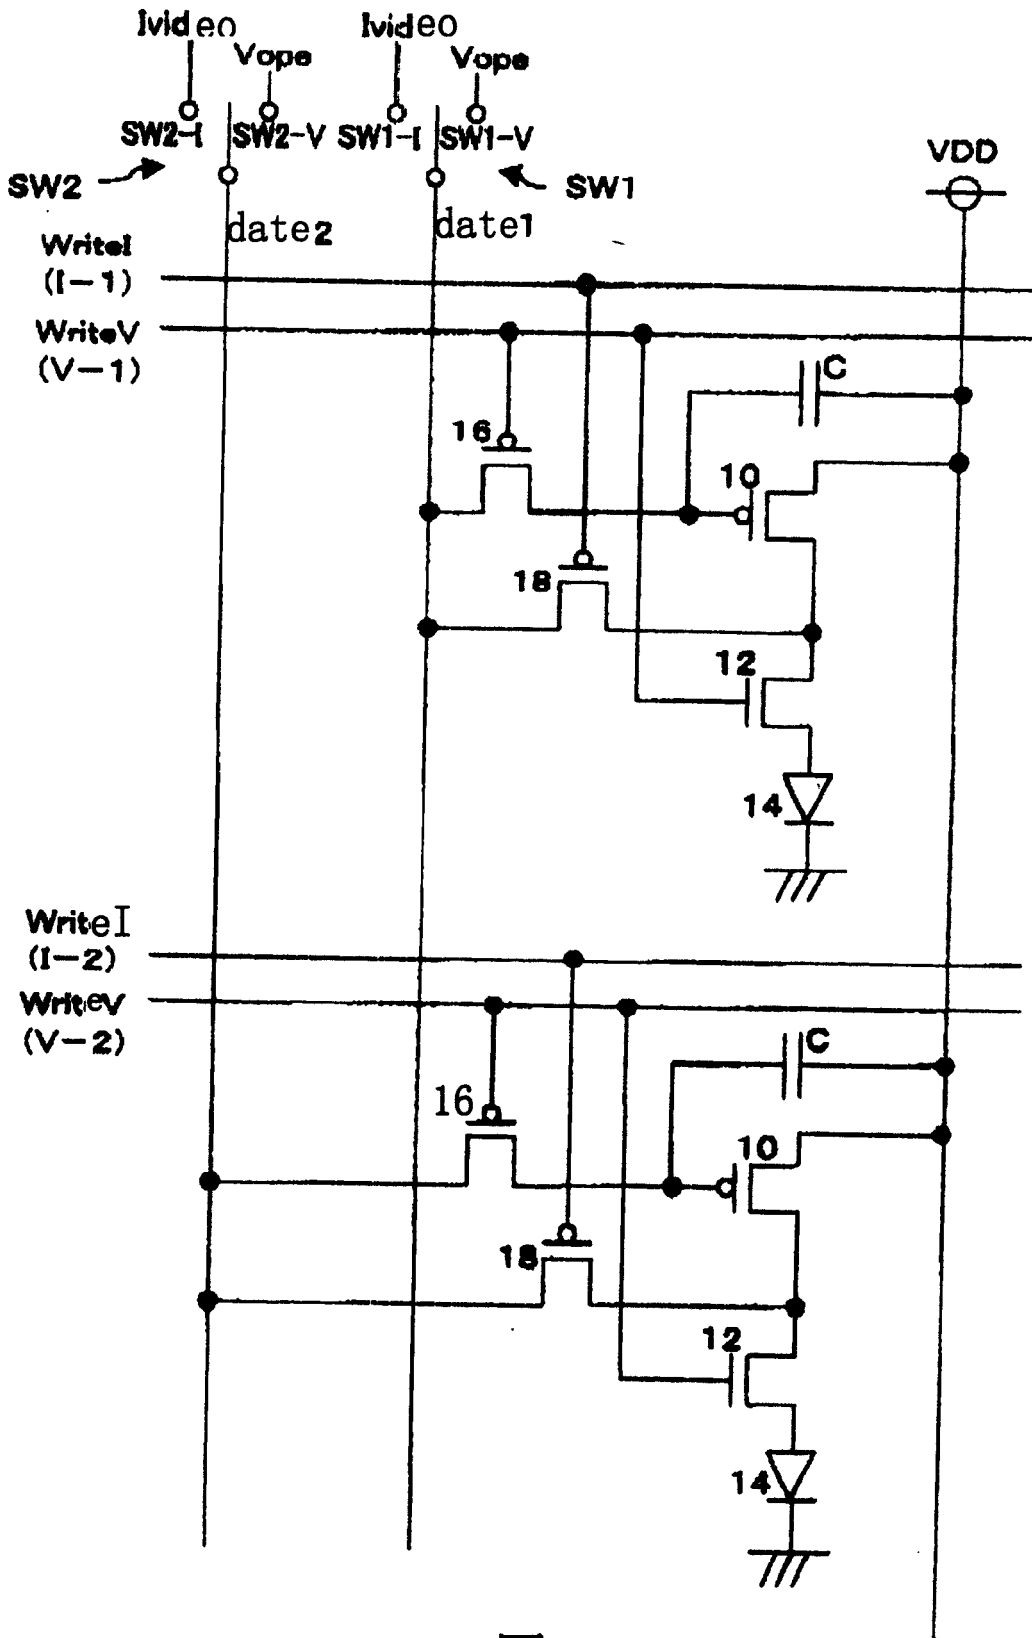 Ivideo Ivideo
Vope Vope
SW2-I SW2-V SW1-I SW1-V
VDD
SW2 SW1
date2 date1
WriteI
(I-1)
WriteV
(V-1)
C
16
10
18
12
14
WriteI
(I-2)
WriteV
(V-2)
C
16
10
18
12
14